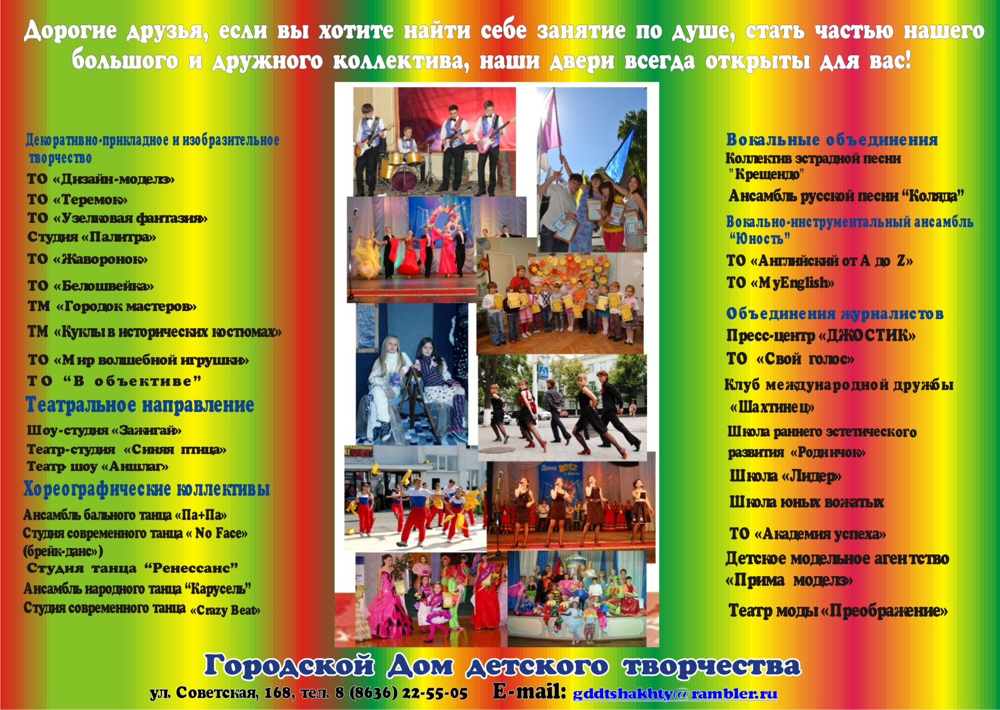 Дорогие друзья, если вы хотите найти себе занятие по душе, стать частью нашего
большого и дружного коллектива, наши двери всегда открыты для вас!
Декоративно-прикладное и изобразительное
творчество
ТО «Дизайн-моделз»
ТО «Теремок»
ТО «Узелковая фантазия»
Студия «Палитра»
ТО «Жаворонок»
ТО «Белошвейка»
ТМ «Городок мастеров»
ТМ «Куклы в исторических костюмах»
ТО «Мир волшебной игрушки»
ТО “В объективе”
Театральное направление
Шоу-студия «Зажигай»
Театр-студия «Синяя птица»
Театр- шоу «Аншлаг»
Хореографические коллективы
Ансамбль бального танца «Па+Па»
Студия современного танца « No Face»
(брейк-данс»)
Студия танца “Ренессанс”
Ансамбль народного танца “Карусель”
Студия современного танца «Crazy Beat»
Дона 2012
г. Шахты
Вокальные объединения
Коллектив эстрадной песни
"Крещендо"
Ансамбль русской песни “Коляда”
Вокально-инструментальный ансамбль
“Юность”
ТО «Английский от А до Z»
ТО «MyEnglish»
Объединения журналистов
Пресс-центр «ДЖОСТИК»
ТО «Свой голос»
Клуб международной дружбы
«Шахтинец»
Школа раннего эстетического
развития «Родничок»
Школа «Лидер»
Школа юных вожатых
ТО «Академия успеха»
Детское модельное агентство
«Прима моделз»
Театр моды «Преображение»
Городской Дом детского творчества
ул. Советская, 168, тел. 8 (8636) 22-55-05 E-mail: gddtshakhty@rambler.ru